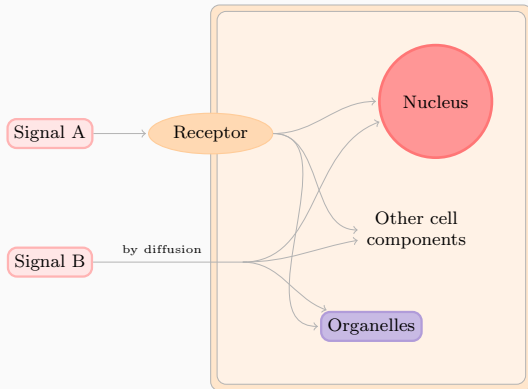 Nucleus
Signal A
Receptor
Other cell
components
by diffusion
Signal B
Organelles